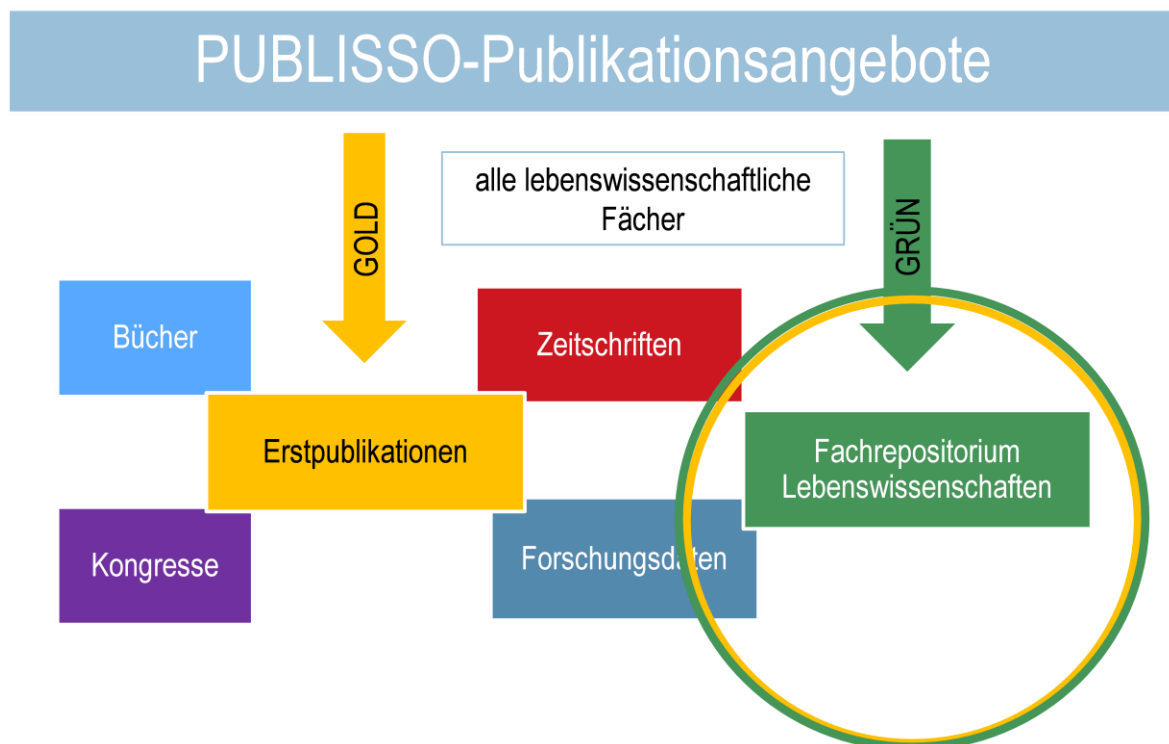 PUBLISSO-Publikationsangebote
GOLD
alle lebenswissenschaftliche
Fächer
GRÜN
Bücher
Zeitschriften
Erstpublikationen
Fachrepositorium
Lebenswissenschaften
Kongresse
Forschungsdaten